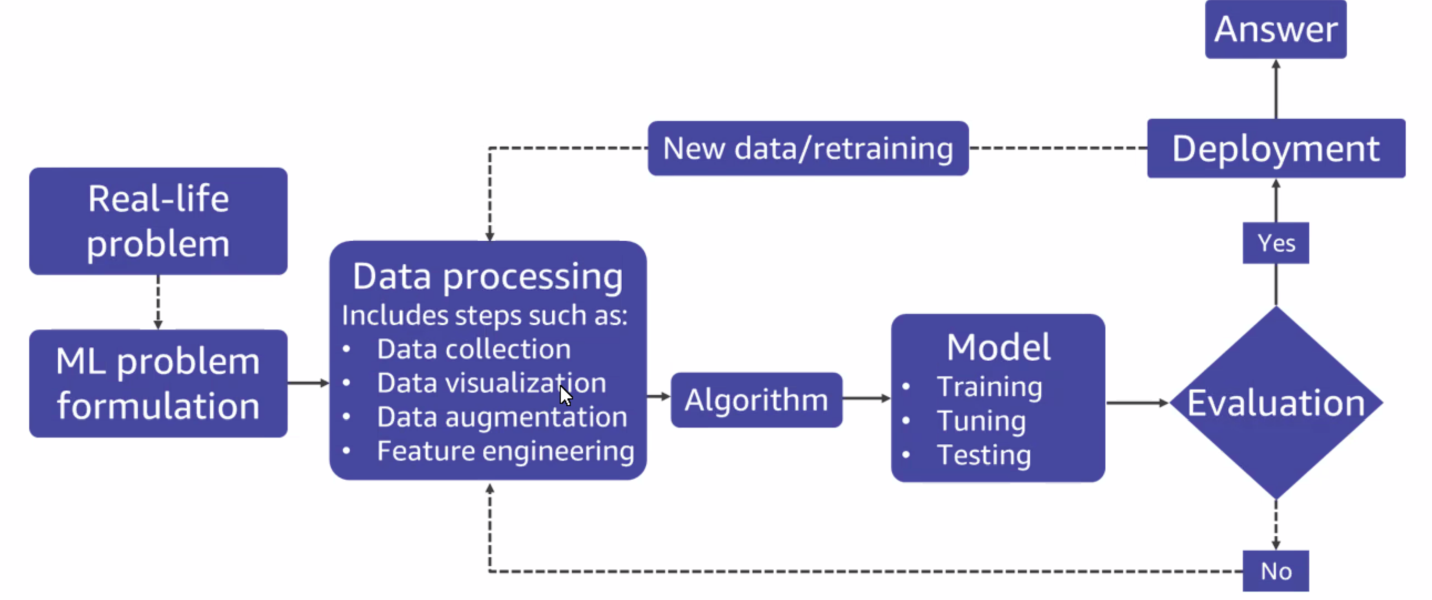 Answer
New data/retraining
Deployment
Real-life
problem
Yes
Data processing
Includes steps such as:
• Data collection
• Data visualization
• Data augmentation
• Feature engineering
ML problem
formulation
Algorithm
Model
• Training
• Tuning
• Testing
Evaluation
No